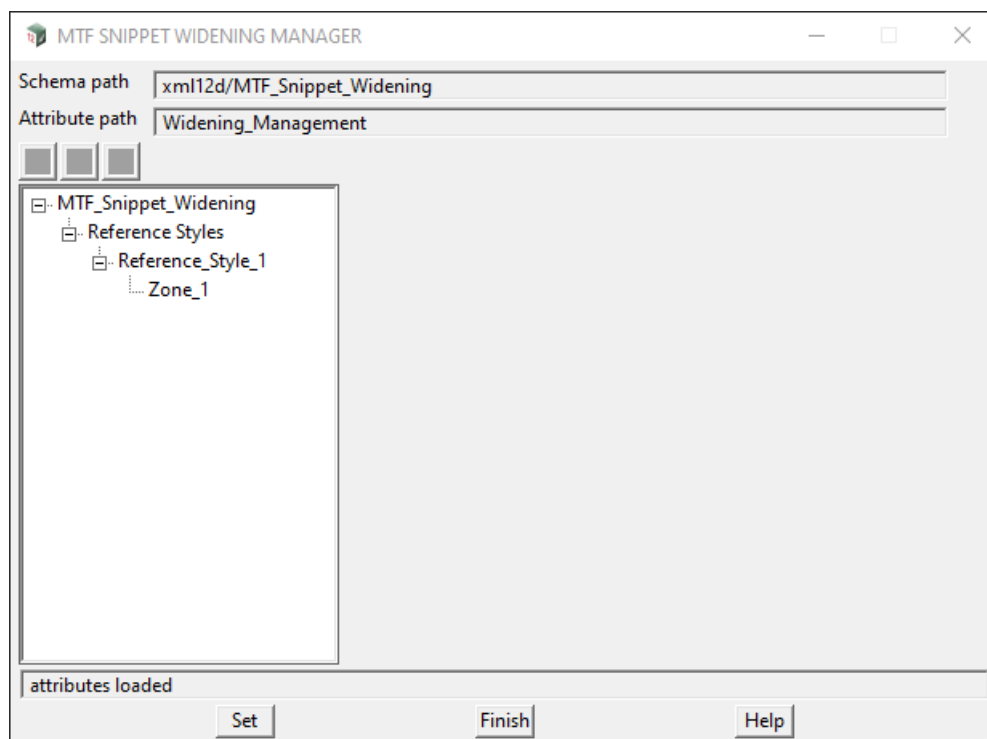 MTF SNIPPET WIDENING MANAGER
Schema path xml12d/MTF_Snippet_Widening
Attribute path Widening_Management
MTF_Snippet_Widening
Reference Styles
Reference_Style_1
Zone_1
attributes loaded
Set Finish Help